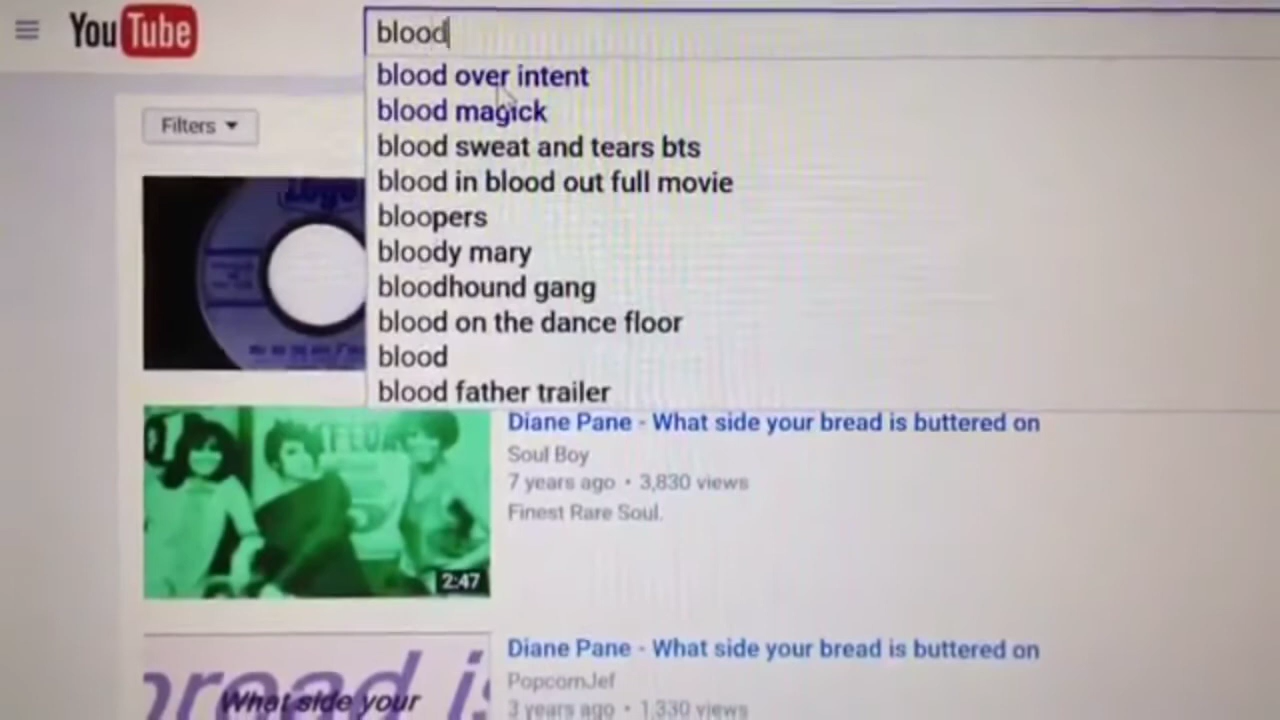 YouTube
blood
blood over intent
blood magick
blood sweat and tears bts
blood in blood out full movie
bloopers
bloody mary
bloodhound gang
blood on the dance floor
blood
blood father trailer
Filters
Diane Pane - What side your bread is buttered on
Soul Boy
7 years ago • 3,830 views
Finest Rare Soul.
2:47
Diane Pane - What side your bread is buttered on
PopcornJef
3 years ago • 1,330 views
What side your